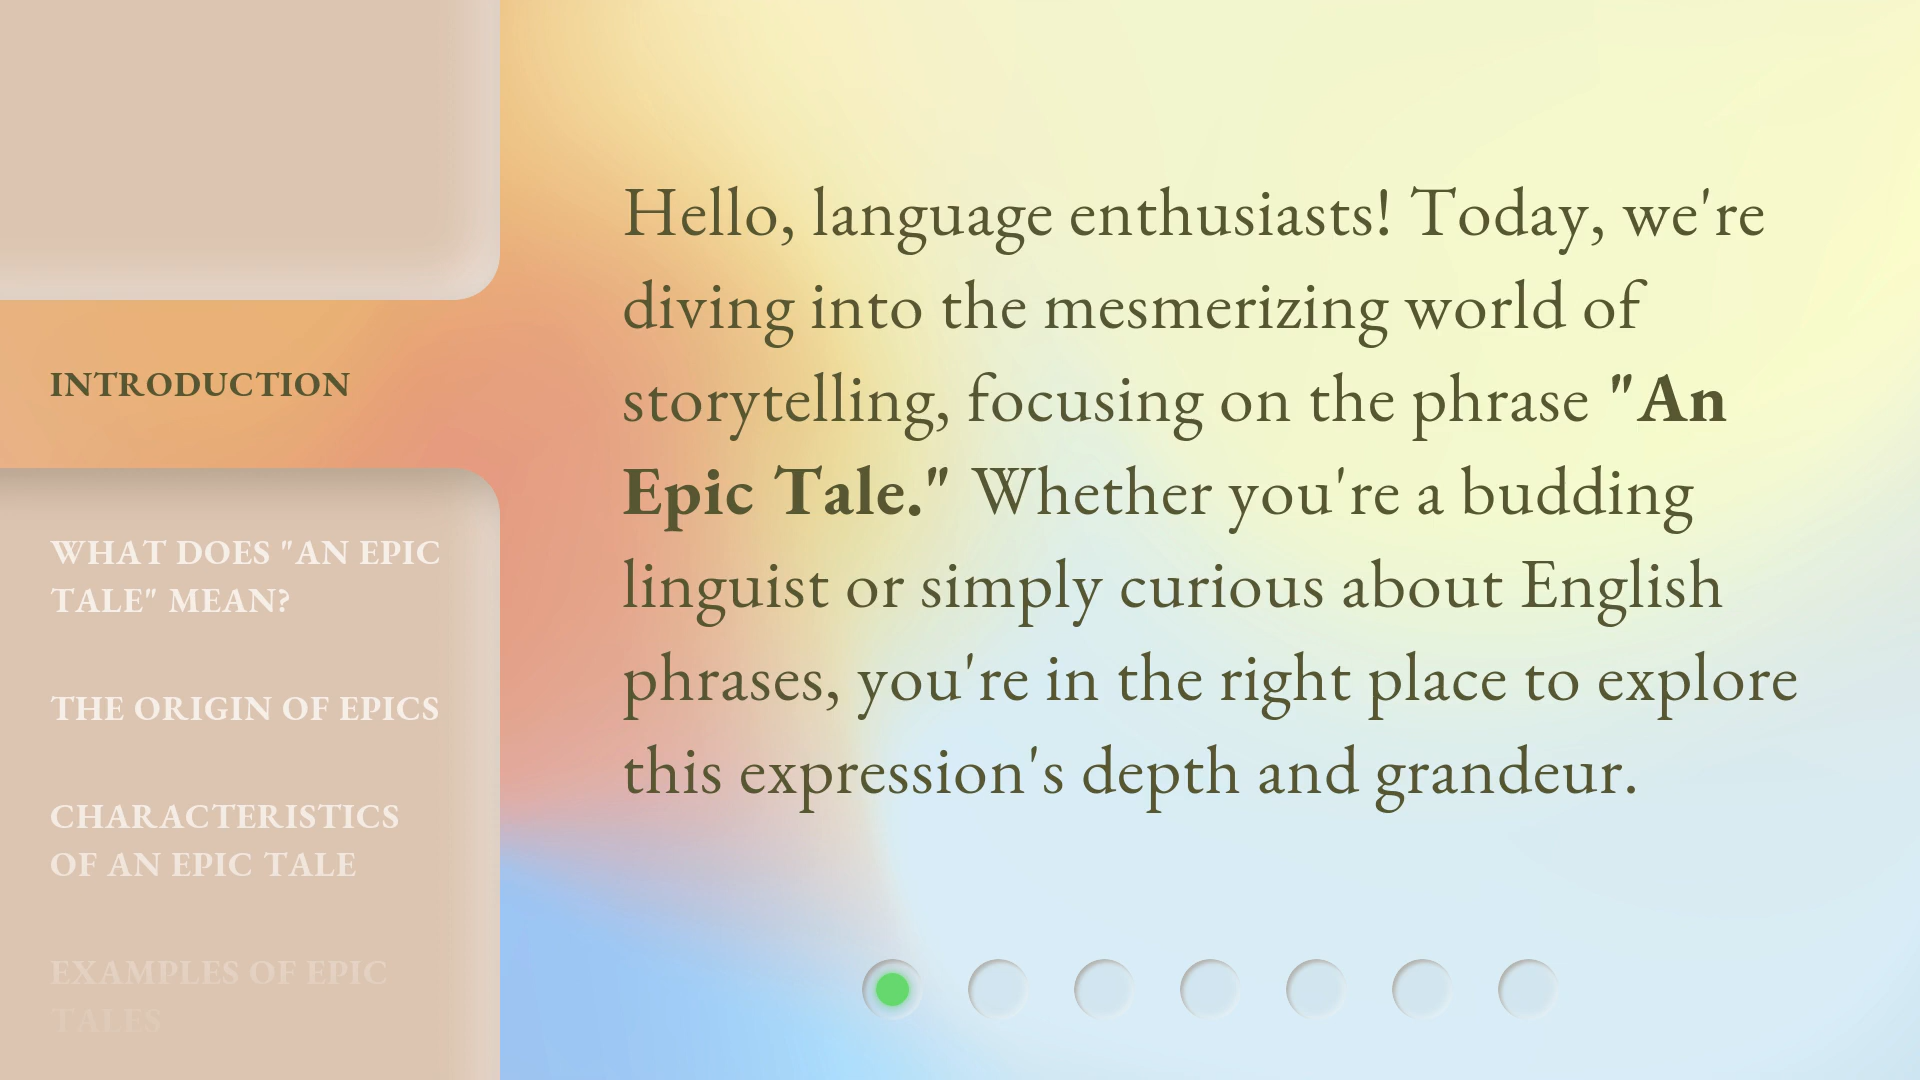 INTRODUCTION
WHAT DOES "AN EPIC
TALE" MEAN?
THE ORIGIN OF EPICS
CHARACTERISTICS
OF AN EPIC TALE
EXAMPLES OF EPIC
TALES
Hello, language enthusiasts! Today, we're
diving into the mesmerizing world of
storytelling, focusing on the phrase "An
Epic Tale." Whether you're a budding
linguist or simply curious about English
phrases, you're in the right place to explore
this expression's depth and grandeur.